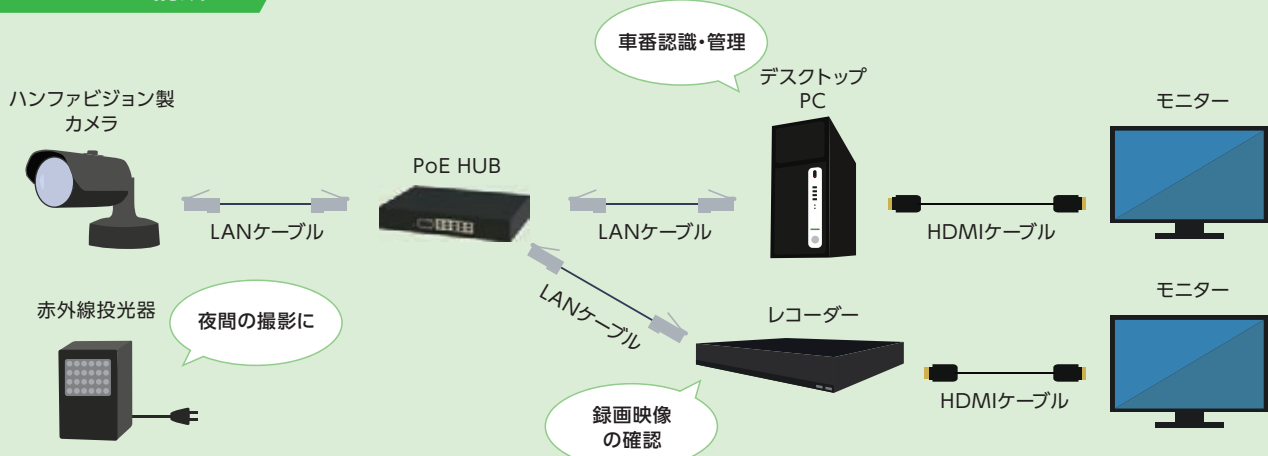 車番認識・管理
ハンファビジョン製
カメラ
デスクトップ
PC
モニター
PoE HUB
LANケーブル
LANケーブル
HDMIケーブル
赤外線投光器
夜間の撮影に
LANケーブル
レコーダー
モニター
HDMIケーブル
録画映像
の確認